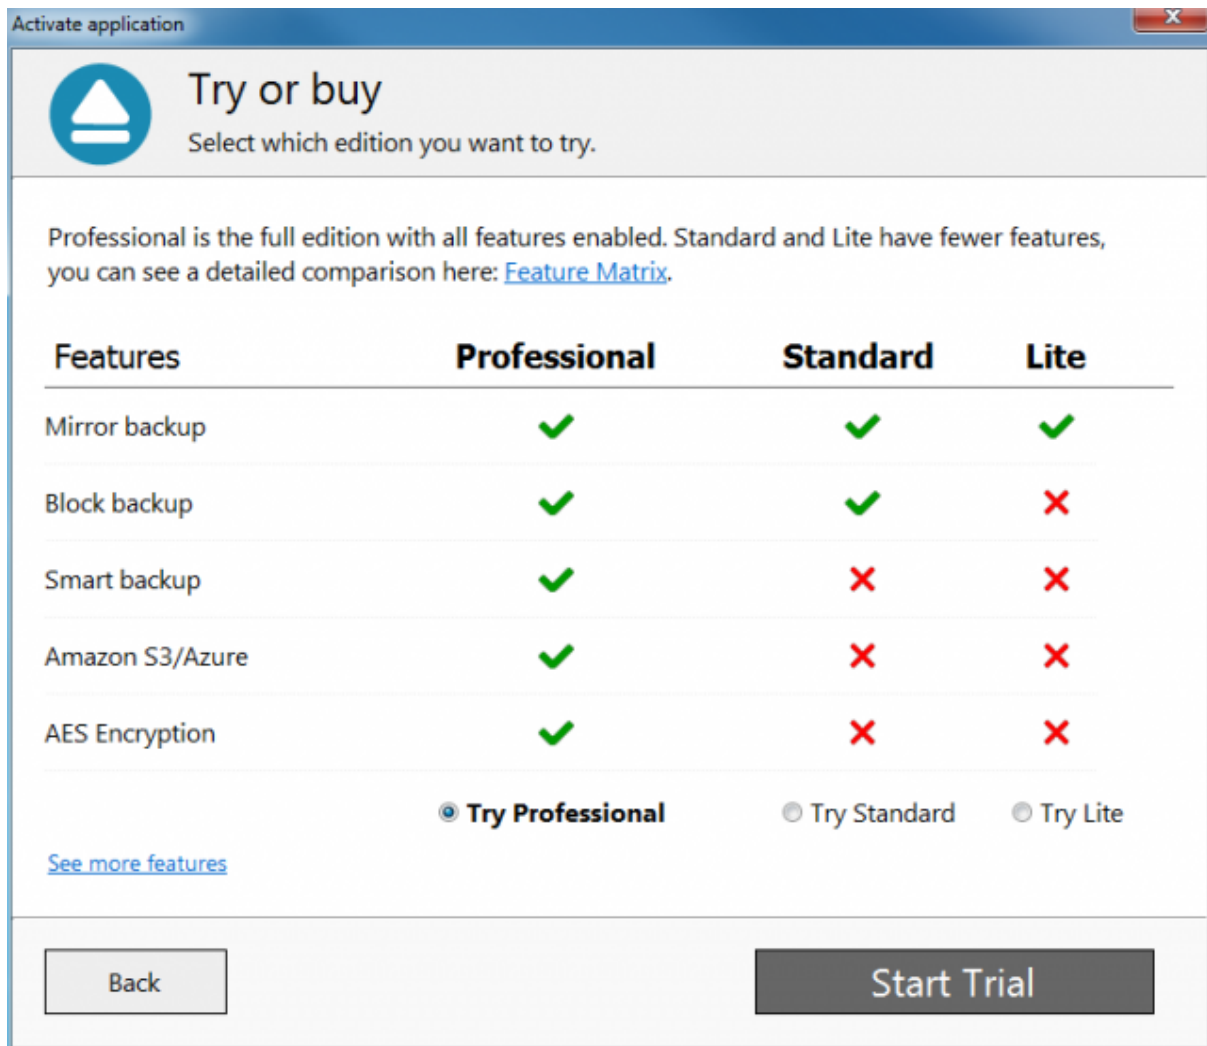 Activate application
Try or buy
Select which edition you want to try.
Professional is the full edition with all features enabled. Standard and Lite have fewer features,
you can see a detailed comparison here: Feature Matrix.
Features Professional Standard Lite
Mirror backup
Block backup
Smart backup
Amazon S3/Azure
AES Encryption
Try Professional Try Standard Try Lite
See more features
Back Start Trial